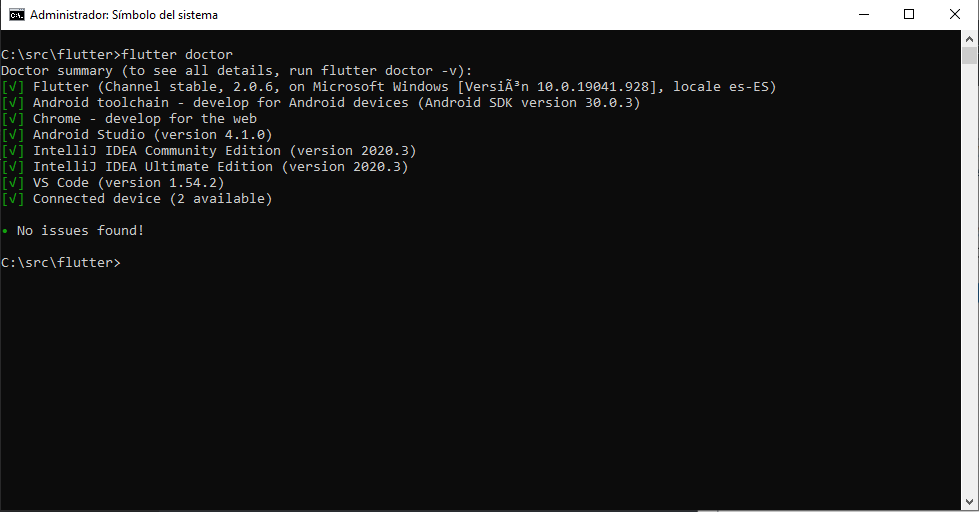 Administrador: Símbolo del sistema
C:\src\flutter>flutter doctor
Doctor summary (to see all details, run flutter doctor -v):
[√] Flutter (Channel stable, 2.0.6, on Microsoft Windows [VersiÃ³n 10.0.19041.928], locale es-ES)
[√] Android toolchain - develop for Android devices (Android SDK version 30.0.3)
[√] Chrome - develop for the web
[√] Android Studio (version 4.1.0)
[√] IntelliJ IDEA Community Edition (version 2020.3)
[√] IntelliJ IDEA Ultimate Edition (version 2020.3)
[√] VS Code (version 1.54.2)
[√] Connected device (2 available)
• No issues found!
C:\src\flutter>